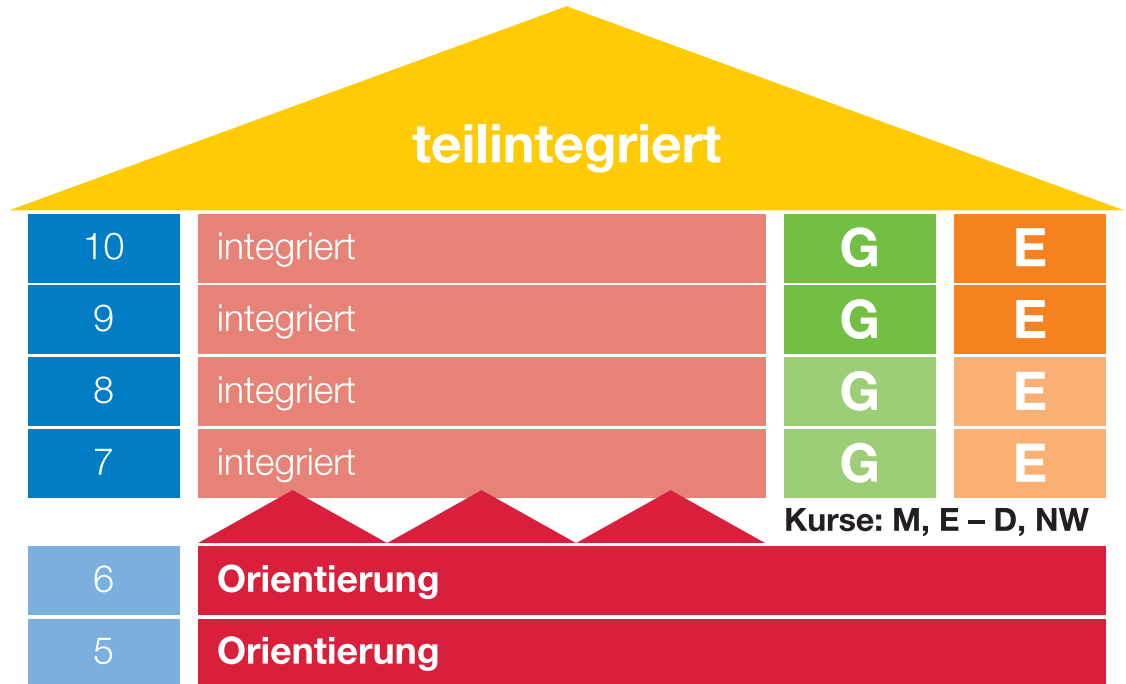 teilintegriert
10 integriert G E
9 integriert G E
8 integriert G E
7 integriert G E
Kurse: M, E – D, NW
6 Orientierung
5 Orientierung